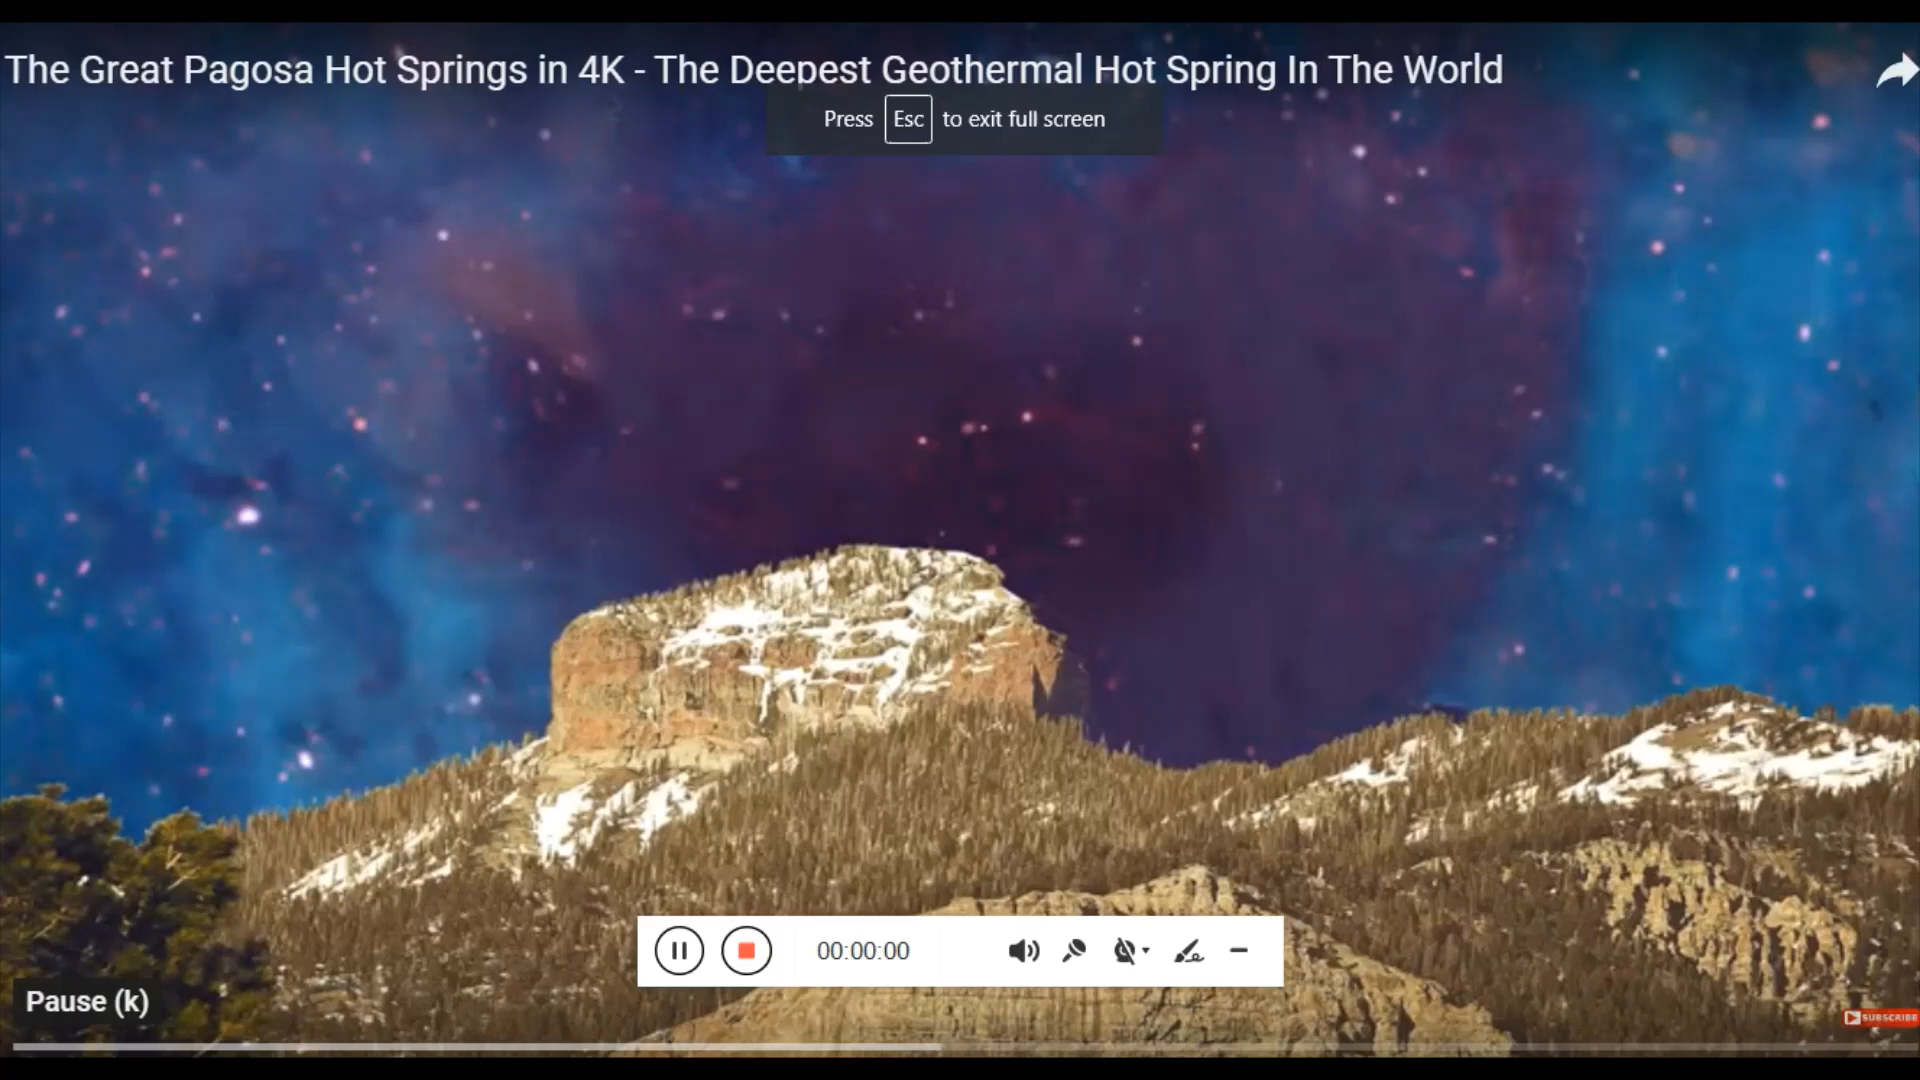 The Great Pagosa Hot Springs in 4K - The Deepest Geothermal Hot Spring In The World
Press Esc to exit full screen
00:00:00
Pause (k)
SUBSCRIBE